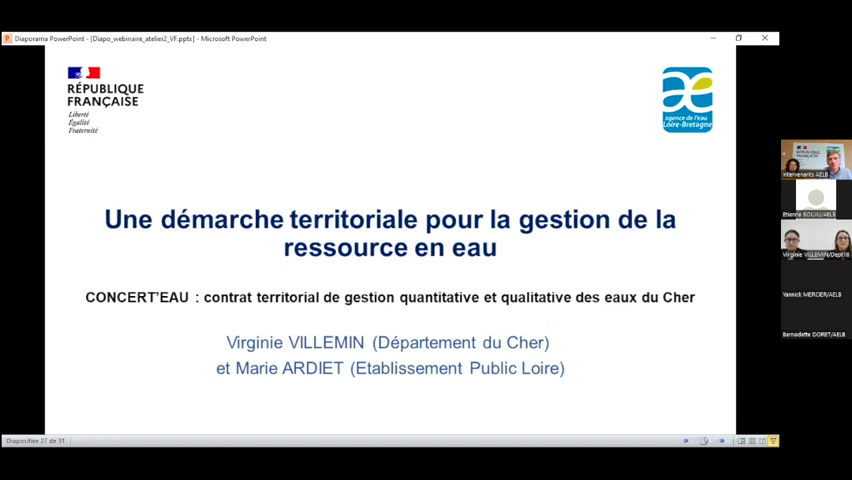 Diaporama PowerPoint - [Diapo_webinaire_atelier2_VF.pptx] - Microsoft PowerPoint
RÉPUBLIQUE
FRANÇAISE
Liberté
Égalité
Fraternité
agence de l'eau
Loire-Bretagne
Une démarche territoriale pour la gestion de la
ressource en eau
CONCERT'EAU : contrat territorial de gestion quantitative et qualitative des eaux du Cher
Virginie VILLEMIN (Département du Cher)
et Marie ARDIET (Etablissement Public Loire)
RÉPUBLIQUE
FRANÇAISE
Intervenants AELB
Etienne BOUJU/AELB
Virginie VILLEMIN/Dept18
Yannick MERCIER/AELB
Bernadette DORET/AELB
Diapositive 27 de 31